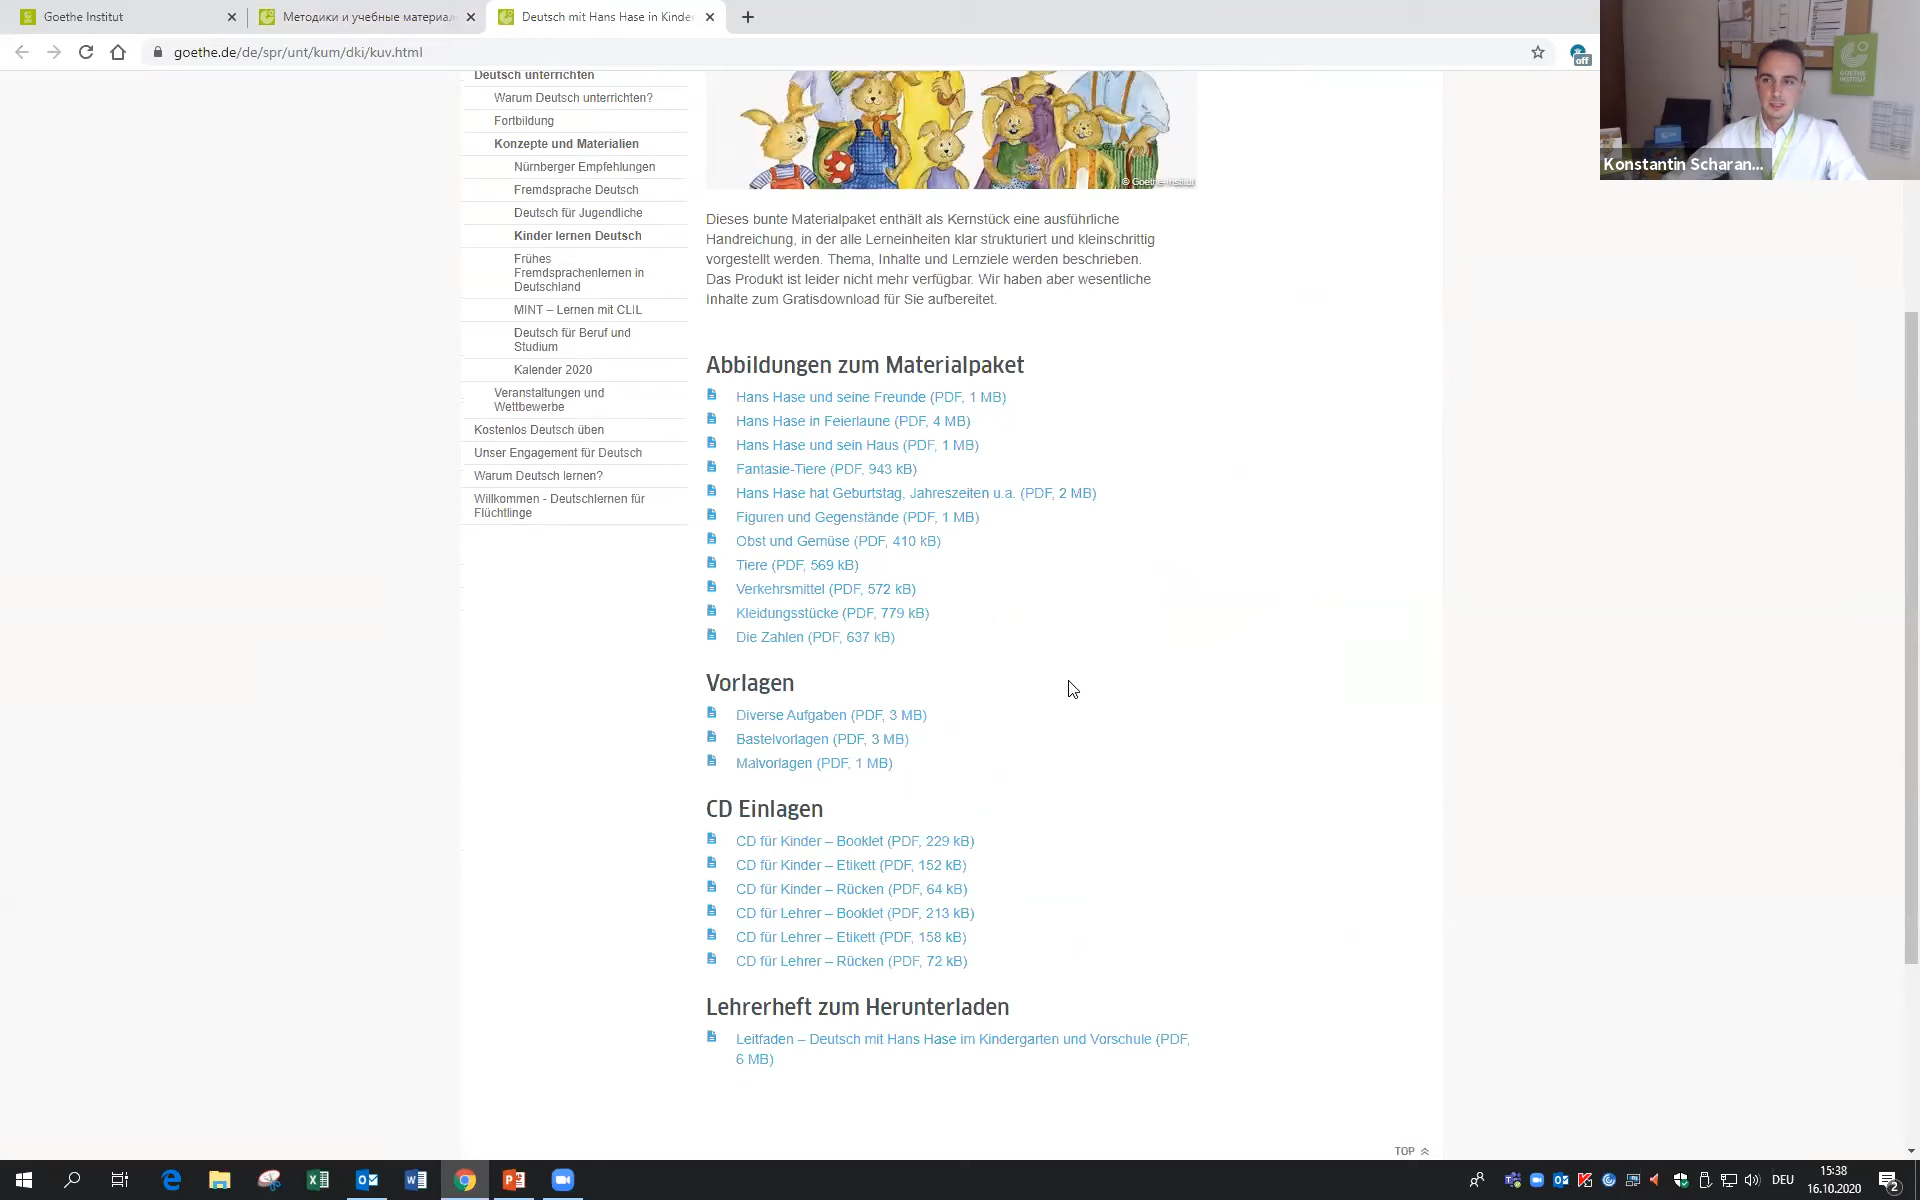 Goethe Institut
Методики и учебные материал
Deutsch mit Hans Hase in Kinde
goethe.de/de/spr/unt/kum/dki/kuv.html
off
GOETHE
INSTITUT
Konstantin Scharan...
Deutsch unterrichten
Warum Deutsch unterrichten?
Fortbildung
Konzepte und Materialien
Nürnberger Empfehlungen
Fremdsprache Deutsch
Deutsch für Jugendliche
Kinder lernen Deutsch
Frühes
Fremdsprachenlernen in
Deutschland
MINT – Lernen mit CLIL
Deutsch für Beruf und
Studium
Kalender 2020
Veranstaltungen und
Wettbewerbe
Kostenlos Deutsch üben
Unser Engagement für Deutsch
Warum Deutsch lernen?
Willkommen - Deutschlernen für
Flüchtlinge
© Goethe-Institut
Dieses bunte Materialpaket enthält als Kernstück eine ausführliche
Handreichung, in der alle Lerneinheiten klar strukturiert und kleinschrittig
vorgestellt werden. Thema, Inhalte und Lernziele werden beschrieben.
Das Produkt ist leider nicht mehr verfügbar. Wir haben aber wesentliche
Inhalte zum Gratisdownload für Sie aufbereitet.
Abbildungen zum Materialpaket
Hans Hase und seine Freunde (PDF, 1 MB)
Hans Hase in Feierlaune (PDF, 4 MB)
Hans Hase und sein Haus (PDF, 1 MB)
Fantasie-Tiere (PDF, 943 kB)
Hans Hase hat Geburtstag, Jahreszeiten u.a. (PDF, 2 MB)
Figuren und Gegenstände (PDF, 1 MB)
Obst und Gemüse (PDF, 410 kB)
Tiere (PDF, 569 kB)
Verkehrsmittel (PDF, 572 kB)
Kleidungsstücke (PDF, 779 kB)
Die Zahlen (PDF, 637 kB)
Vorlagen
Diverse Aufgaben (PDF, 3 MB)
Bastelvorlagen (PDF, 3 MB)
Malvorlagen (PDF, 1 MB)
CD Einlagen
CD für Kinder – Booklet (PDF, 229 kB)
CD für Kinder – Etikett (PDF, 152 kB)
CD für Kinder – Rücken (PDF, 64 kB)
CD für Lehrer – Booklet (PDF, 213 kB)
CD für Lehrer – Etikett (PDF, 158 kB)
CD für Lehrer – Rücken (PDF, 72 kB)
Lehrerheft zum Herunterladen
Leitfaden – Deutsch mit Hans Hase im Kindergarten und Vorschule (PDF,
6 MB)
TOP
DEU
15:38
16.10.2020
2